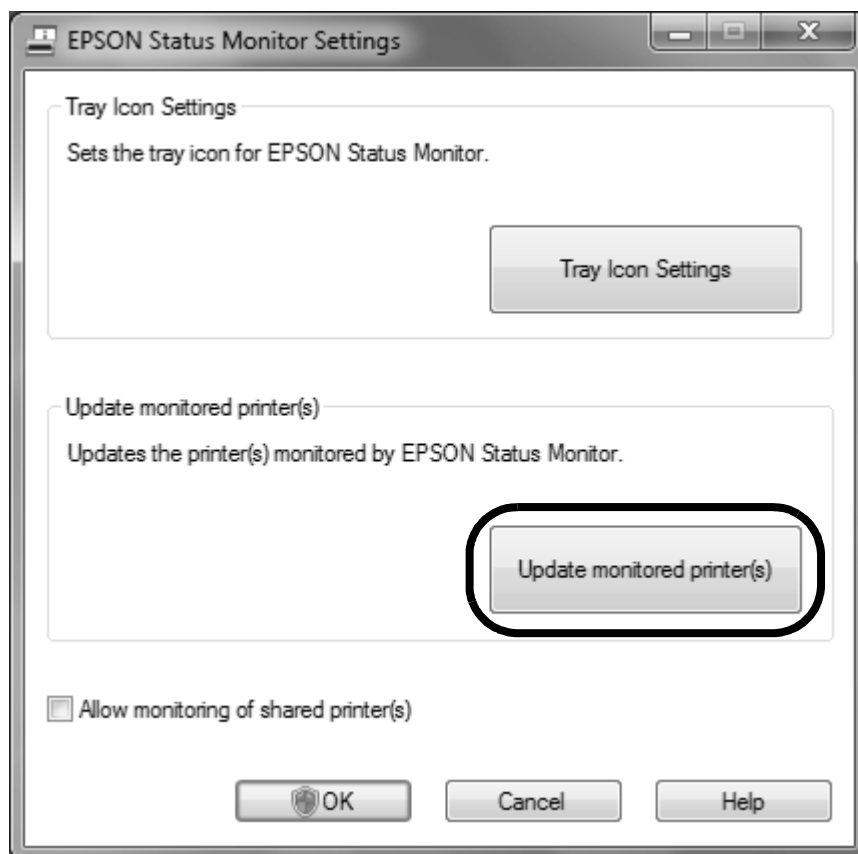 EPSON Status Monitor Settings
Tray Icon Settings
Sets the tray icon for EPSON Status Monitor.
Tray Icon Settings
Update monitored printer(s)
Updates the printer(s) monitored by EPSON Status Monitor.
Update monitored printer(s)
Allow monitoring of shared printer(s)
OK
Cancel
Help